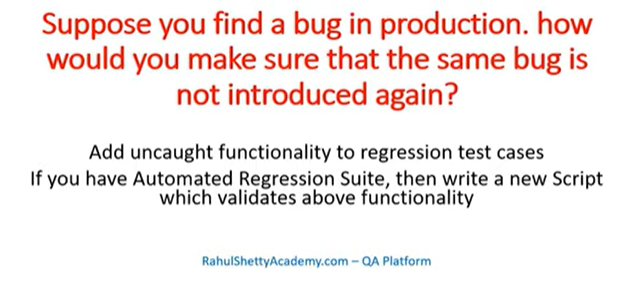 Suppose you find a bug in production. how
would you make sure that the same bug is
not introduced again?
Add uncaught functionality to regression test cases
If you have Automated Regression Suite, then write a new Script
which validates above functionality
RahulShettyAcademy.com – QA Platform